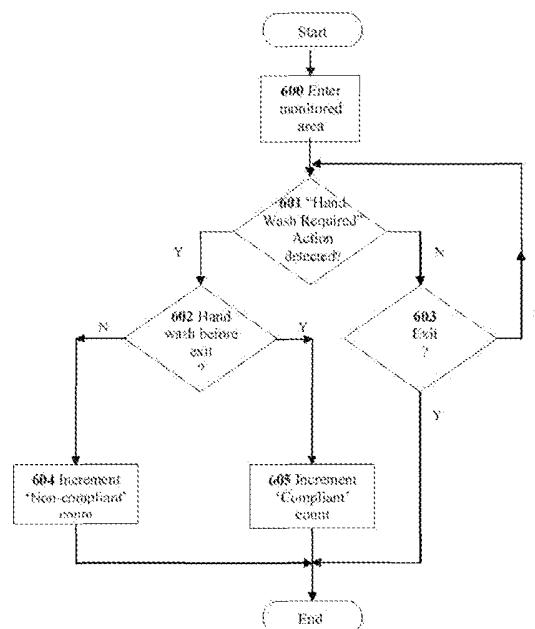 Start
600 Enter
monitored
area
601 "Hand
Wash Required"
Action
detected?
Y
N
602 Hand
wash before
exit
?
N
Y
603
Exit
?
Y
604 Increment
'Non-compliant'
count
605 Increment
'Compliant'
count
End